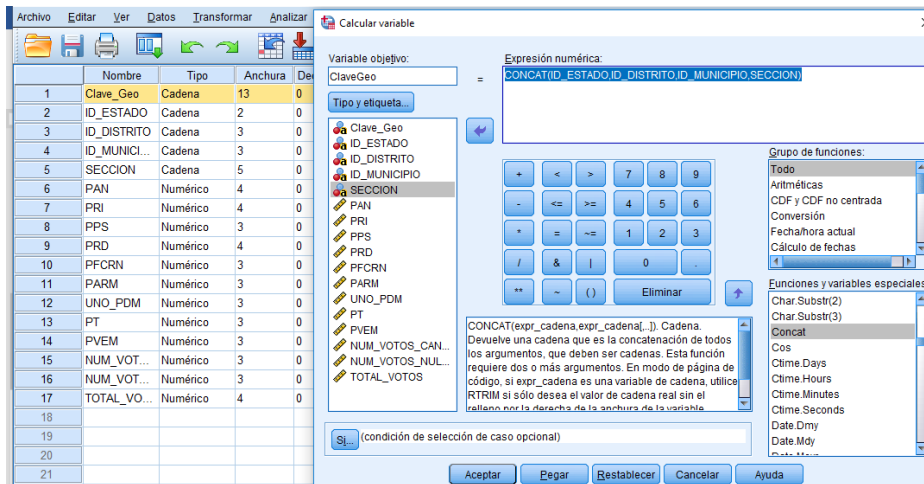 Archivo Editar Ver Datos Transformar Analizar
Nombre Tipo Anchura
1 Clave_Geo Cadena 13 0
2 ID_ESTADO Cadena 2 0
3 ID_DISTRITO Cadena 3 0
4 ID_MUNICI... Cadena 3 0
5 SECCION Cadena 5 0
6 PAN Numérico 4 0
7 PRI Numérico 4 0
8 PPS Numérico 3 0
9 PRD Numérico 4 0
10 PFCRN Numérico 3 0
11 PARM Numérico 3 0
12 UNO_PDM Numérico 3 0
13 PT Numérico 3 0
14 PVEM Numérico 3 0
15 NUM_VOT... Numérico 3 0
16 NUM_VOT... Numérico 3 0
17 TOTAL_VO... Numérico 4 0
18
19
20
21
Calcular variable
Variable objetivo:
ClaveGeo
=
Expresión numérica:
CONCAT(ID_ESTADO,ID_DISTRITO,ID_MUNICIPIO,SECCION)
Tipo y etiqueta...
Clave_Geo
ID_ESTADO
ID_DISTRITO
ID_MUNICIPIO
SECCION
PAN
PRI
PPS
PRD
PFCRN
PARM
UNO_PDM
PT
PVEM
NUM_VOTOS_CAN...
NUM_VOTOS_NUL...
TOTAL_VOTOS
+ < > 7 8 9
- <= >= 4 5 6
* = ~= 1 2 3
/ & | 0 .
** ~ ( ) Eliminar
CONCAT(expr_cadena,expr_cadena[,..]). Cadena.
Devuelve una cadena que es la concatenación de todos
los argumentos, que deben ser cadenas. Esta función
requiere dos o más argumentos. En modo de página de
código, si expr_cadena es una variable de cadena, utilice
RTRIM si sólo desea el valor de cadena real sin el
relleno por la derecha de la anchura de la variable
Grupo de funciones:
Todo
Aritméticas
CDF y CDF no centrada
Conversión
Fecha/hora actual
Cálculo de fechas
Funciones y variables especiales
Char.Substr(2)
Char.Substr(3)
Concat
Cos
Ctime.Days
Ctime.Hours
Ctime.Minutes
Ctime.Seconds
Date.Dmy
Date.Mdy
Si... (condición de selección de caso opcional)
Aceptar Pegar Restablecer Cancelar Ayuda